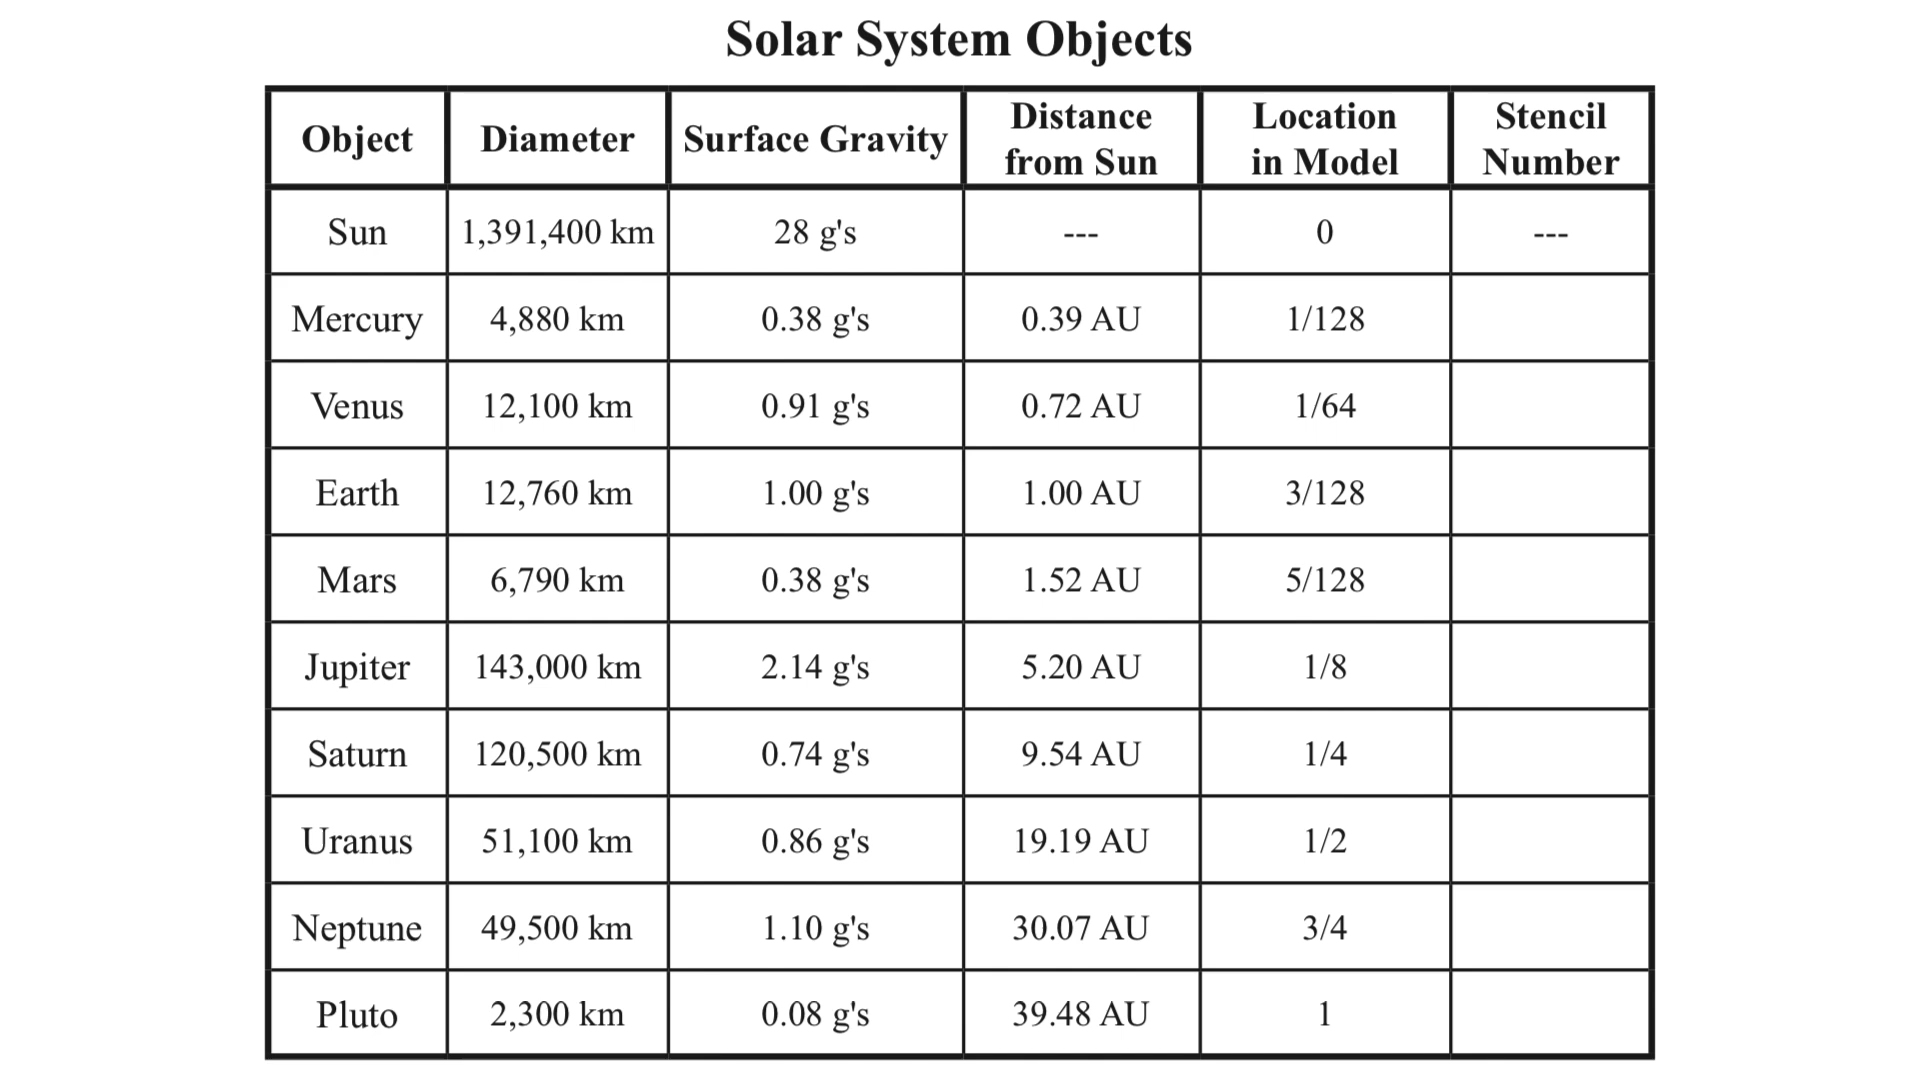 Solar System Objects
Object Diameter Surface Gravity Distance from Sun Location in Model Stencil Number
Sun 1,391,400 km 28 g's --- 0 ---
Mercury 4,880 km 0.38 g's 0.39 AU 1/128
Venus 12,100 km 0.91 g's 0.72 AU 1/64
Earth 12,760 km 1.00 g's 1.00 AU 3/128
Mars 6,790 km 0.38 g's 1.52 AU 5/128
Jupiter 143,000 km 2.14 g's 5.20 AU 1/8
Saturn 120,500 km 0.74 g's 9.54 AU 1/4
Uranus 51,100 km 0.86 g's 19.19 AU 1/2
Neptune 49,500 km 1.10 g's 30.07 AU 3/4
Pluto 2,300 km 0.08 g's 39.48 AU 1